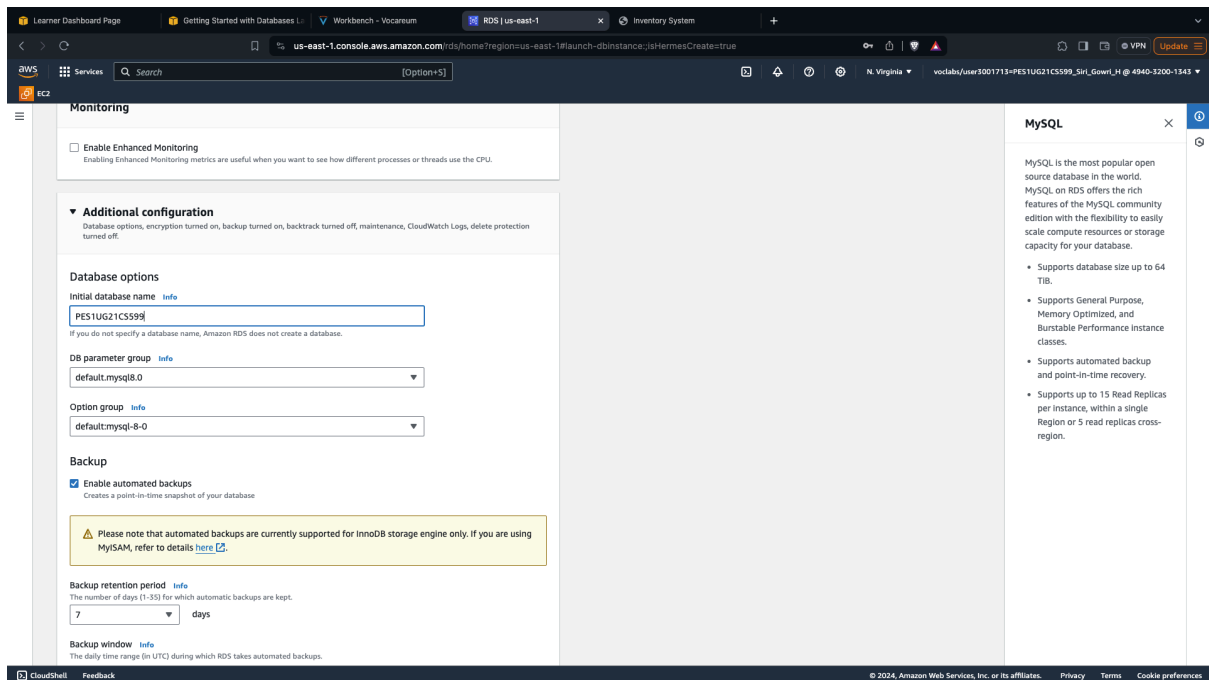 Learner Dashboard Page
Getting Started with Databases La
Workbench - Vocareum
RDS | us-east-1
Inventory System
us-east-1.console.aws.amazon.com/rds/home?region=us-east-1#launch-dbinstance:;isHermesCreate=true
VPN
Update
aws
Services
Search
[Option+S]
N. Virginia
voclabs/user3001713=PES1UG21CS599_Siri_Gowri_H @ 4940-3200-1343
EC2
Monitoring
Enable Enhanced Monitoring
Enabling Enhanced Monitoring metrics are useful when you want to see how different processes or threads use the CPU.
Additional configuration
Database options, encryption turned on, backup turned on, backtrack turned off, maintenance, CloudWatch Logs, delete protection
turned off.
Database options
Initial database name Info
PES1UG21CS599
If you do not specify a database name, Amazon RDS does not create a database.
DB parameter group Info
default.mysql8.0
Option group Info
default:mysql-8-0
Backup
Enable automated backups
Creates a point-in-time snapshot of your database
Please note that automated backups are currently supported for InnoDB storage engine only. If you are using
MyISAM, refer to details here.
Backup retention period Info
The number of days (1-35) for which automatic backups are kept.
7 days
Backup window Info
The daily time range (in UTC) during which RDS takes automated backups.
MySQL
MySQL is the most popular open
source database in the world.
MySQL on RDS offers the rich
features of the MySQL community
edition with the flexibility to easily
scale compute resources or storage
capacity for your database.
• Supports database size up to 64
TiB.
• Supports General Purpose,
Memory Optimized, and
Burstable Performance instance
classes.
• Supports automated backup
and point-in-time recovery.
• Supports up to 15 Read Replicas
per instance, within a single
Region or 5 read replicas cross-
region.
CloudShell
Feedback
© 2024, Amazon Web Services, Inc. or its affiliates.
Privacy
Terms
Cookie preferences